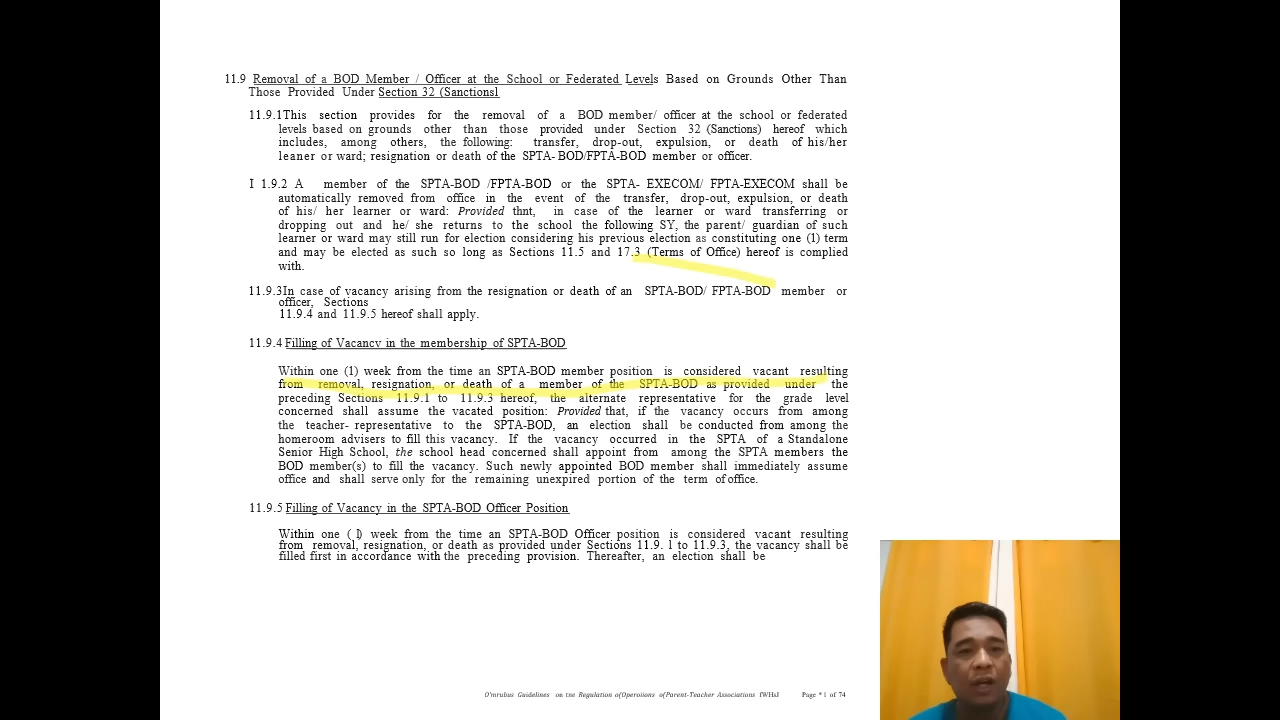 11.9 Removal of a BOD Member / Officer at the School or Federated Levels Based on Grounds Other Than
Those Provided Under Section 32 (Sanctions1
11.9.1This section provides for the removal of a BOD member/ officer at the school or federated
levels based on grounds other than those provided under Section 32 (Sanctions) hereof which
includes, among others, the following: transfer, drop-out, expulsion, or death of his/her
leaner or ward; resignation or death of the SPTA- BOD/FPTA-BOD member or officer.
I 1.9.2 A member of the SPTA-BOD /FPTA-BOD or the SPTA- EXECOM/ FPTA-EXECOM shall be
automatically removed from office in the event of the transfer, drop-out, expulsion, or death
of his/ her learner or ward: Provided thnt, in case of the learner or ward transferring or
dropping out and he/ she returns to the school the following SY, the parent/ guardian of such
learner or ward may still run for election considering his previous election as constituting one (1) term
and may be elected as such so long as Sections 11.5 and 17.3 (Terms of Office) hereof is complied
with.
11.9.3In case of vacancy arising from the resignation or death of an SPTA-BOD/ FPTA-BOD member or
officer, Sections
11.9.4 and 11.9.5 hereof shall apply.
11.9.4 Filling of Vacancv in the membership of SPTA-BOD
Within one (1) week from the time an SPTA-BOD member position is considered vacant resulting
from removal, resignation, or death of a member of the SPTA-BOD as provided under the
preceding Sections 11.9.1 to 11.9.3 hereof, the alternate representative for the grade level
concerned shall assume the vacated position: Provided that, if the vacancy occurs from among
the teacher- representative to the SPTA-BOD, an election shall be conducted from among the
homeroom advisers to fill this vacancy. If the vacancy occurred in the SPTA of a Standalone
Senior High School, the school head concerned shall appoint from among the SPTA members the
BOD member(s) to fill the vacancy. Such newly appointed BOD member shall immediately assume
office and shall serve only for the remaining unexpired portion of the term of office.
11.9.5 Filling of Vacancy in the SPTA-BOD Officer Position
Within one ( I) week from the time an SPTA-BOD Officer position is considered vacant resulting
from removal, resignation, or death as provided under Sections 11.9. l to 11.9.3, the vacancy shall be
filled first in accordance with the preceding provision. Thereafter, an election shall be
O'mrubus Guidelines on tne Regulation ofOperoiions ofParent-Teacher Associations IWHsI Page * l of 74